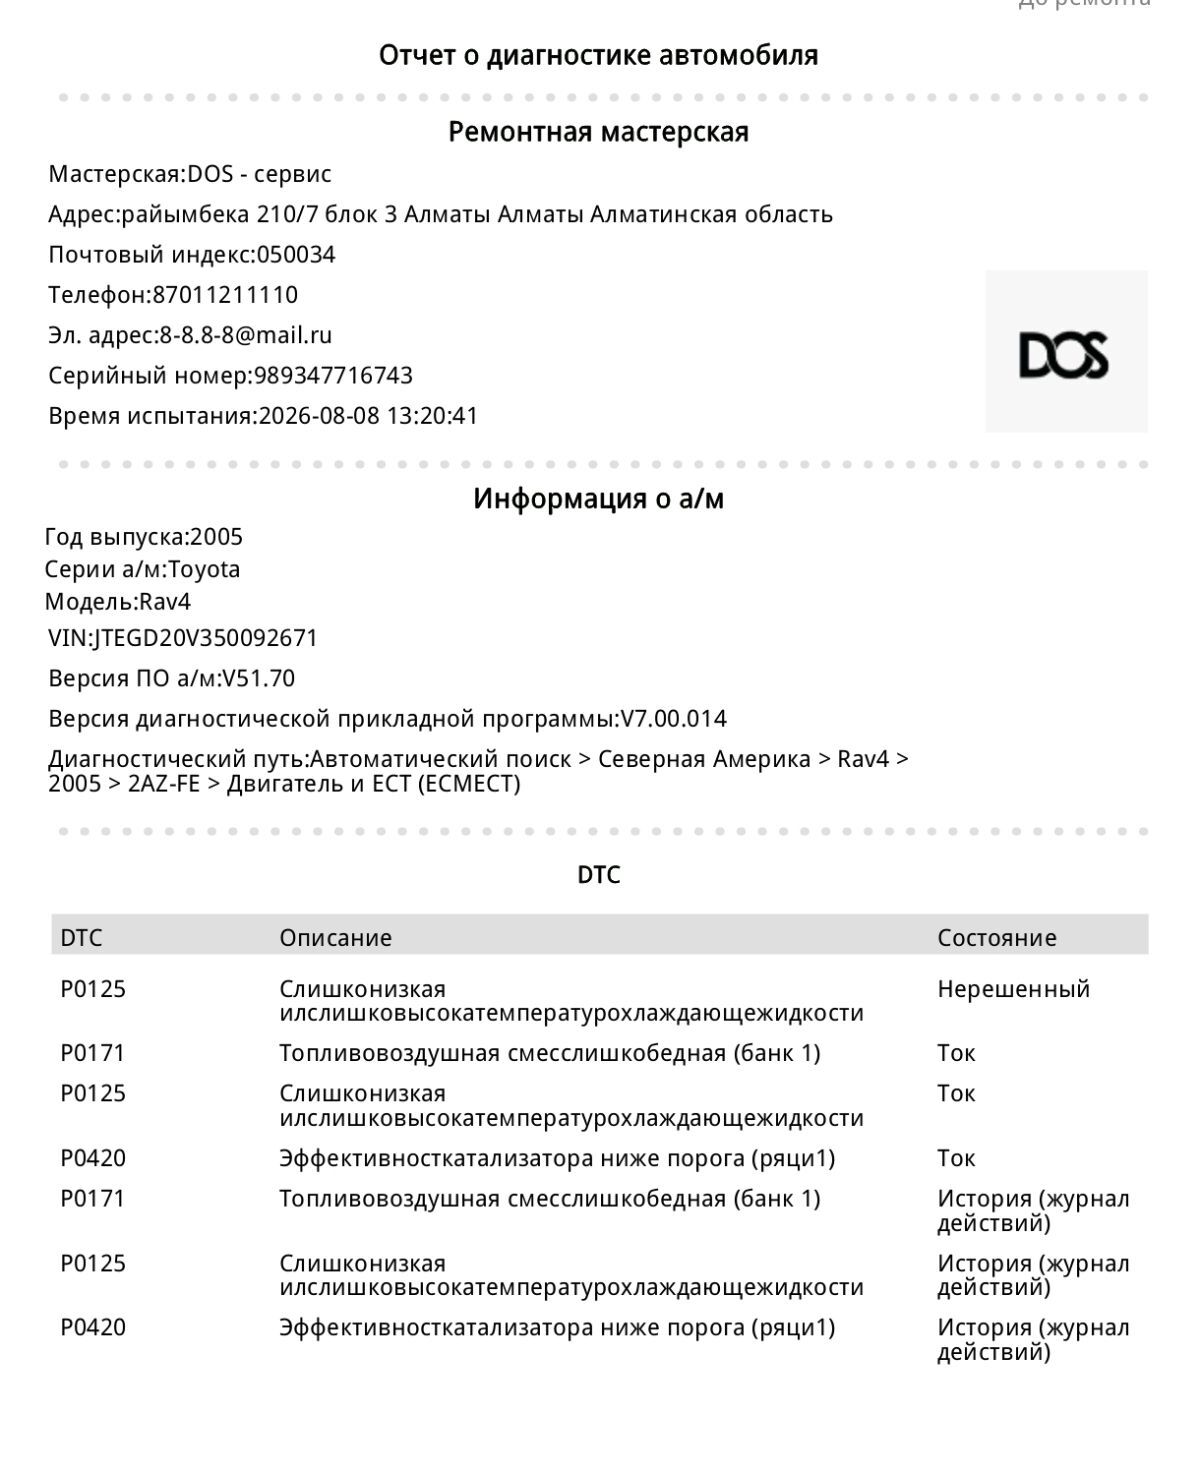 До ремонта
Отчет о диагностике автомобиля
Ремонтная мастерская
Мастерская:DOS - сервис
Адрес:райымбека 210/7 блок 3 Алматы Алматы Алматинская область
Почтовый индекс:050034
Телефон:87011211110
Эл. адрес:8-8.8-8@mail.ru
Серийный номер:989347716743
Время испытания:2026-08-08 13:20:41
DOS
Информация о а/м
Год выпуска:2005
Серии а/м:Toyota
Модель:Rav4
VIN:JTEGD20V350092671
Версия ПО а/м:V51.70
Версия диагностической прикладной программы:V7.00.014
Диагностический путь:Автоматический поиск > Северная Америка > Rav4 >
2005 > 2AZ-FE > Двигатель и ECT (ECMECT)
DTC
DTC Описание Состояние
P0125 Слишконизкая Нерешенный
илслишковысокатемпературохлаждающежидкости
P0171 Топливовоздушная смесслишкобедная (банк 1) Ток
P0125 Слишконизкая Ток
илслишковысокатемпературохлаждающежидкости
P0420 Эффективносткатализатора ниже порога (ряци1) Ток
P0171 Топливовоздушная смесслишкобедная (банк 1) История (журнал
действий)
P0125 Слишконизкая История (журнал
илслишковысокатемпературохлаждающежидкости действий)
P0420 Эффективносткатализатора ниже порога (ряци1) История (журнал
действий)